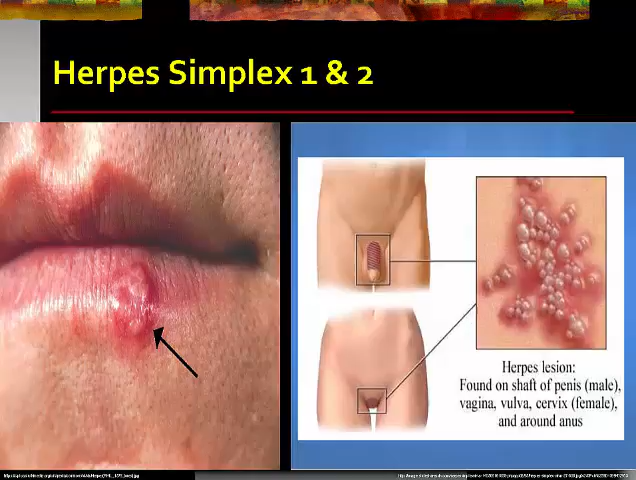 Herpes Simplex 1 & 2
Herpes lesion:
Found on shaft of penis (male),
vagina, vulva, cervix (female),
and around anus